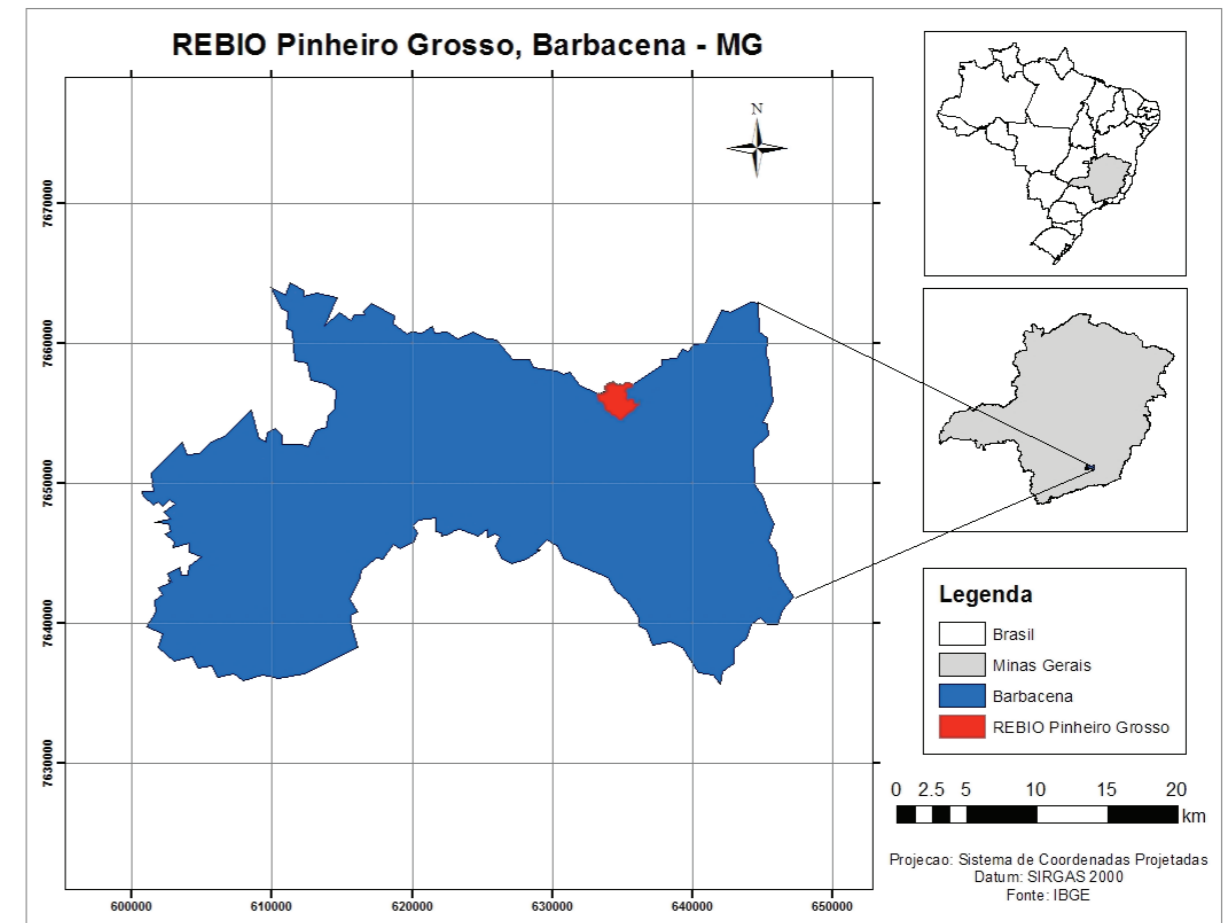 REBIO Pinheiro Grosso, Barbacena - MG
N
7670000
7660000
7650000
7640000
7630000
600000 610000 620000 630000 640000 650000
Legenda
Brasil
Minas Gerais
Barbacena
REBIO Pinheiro Grosso
0 2.5 5 10 15 20
km
Projecao: Sistema de Coordenadas Projetadas
Datum: SIRGAS 2000
Fonte: IBGE